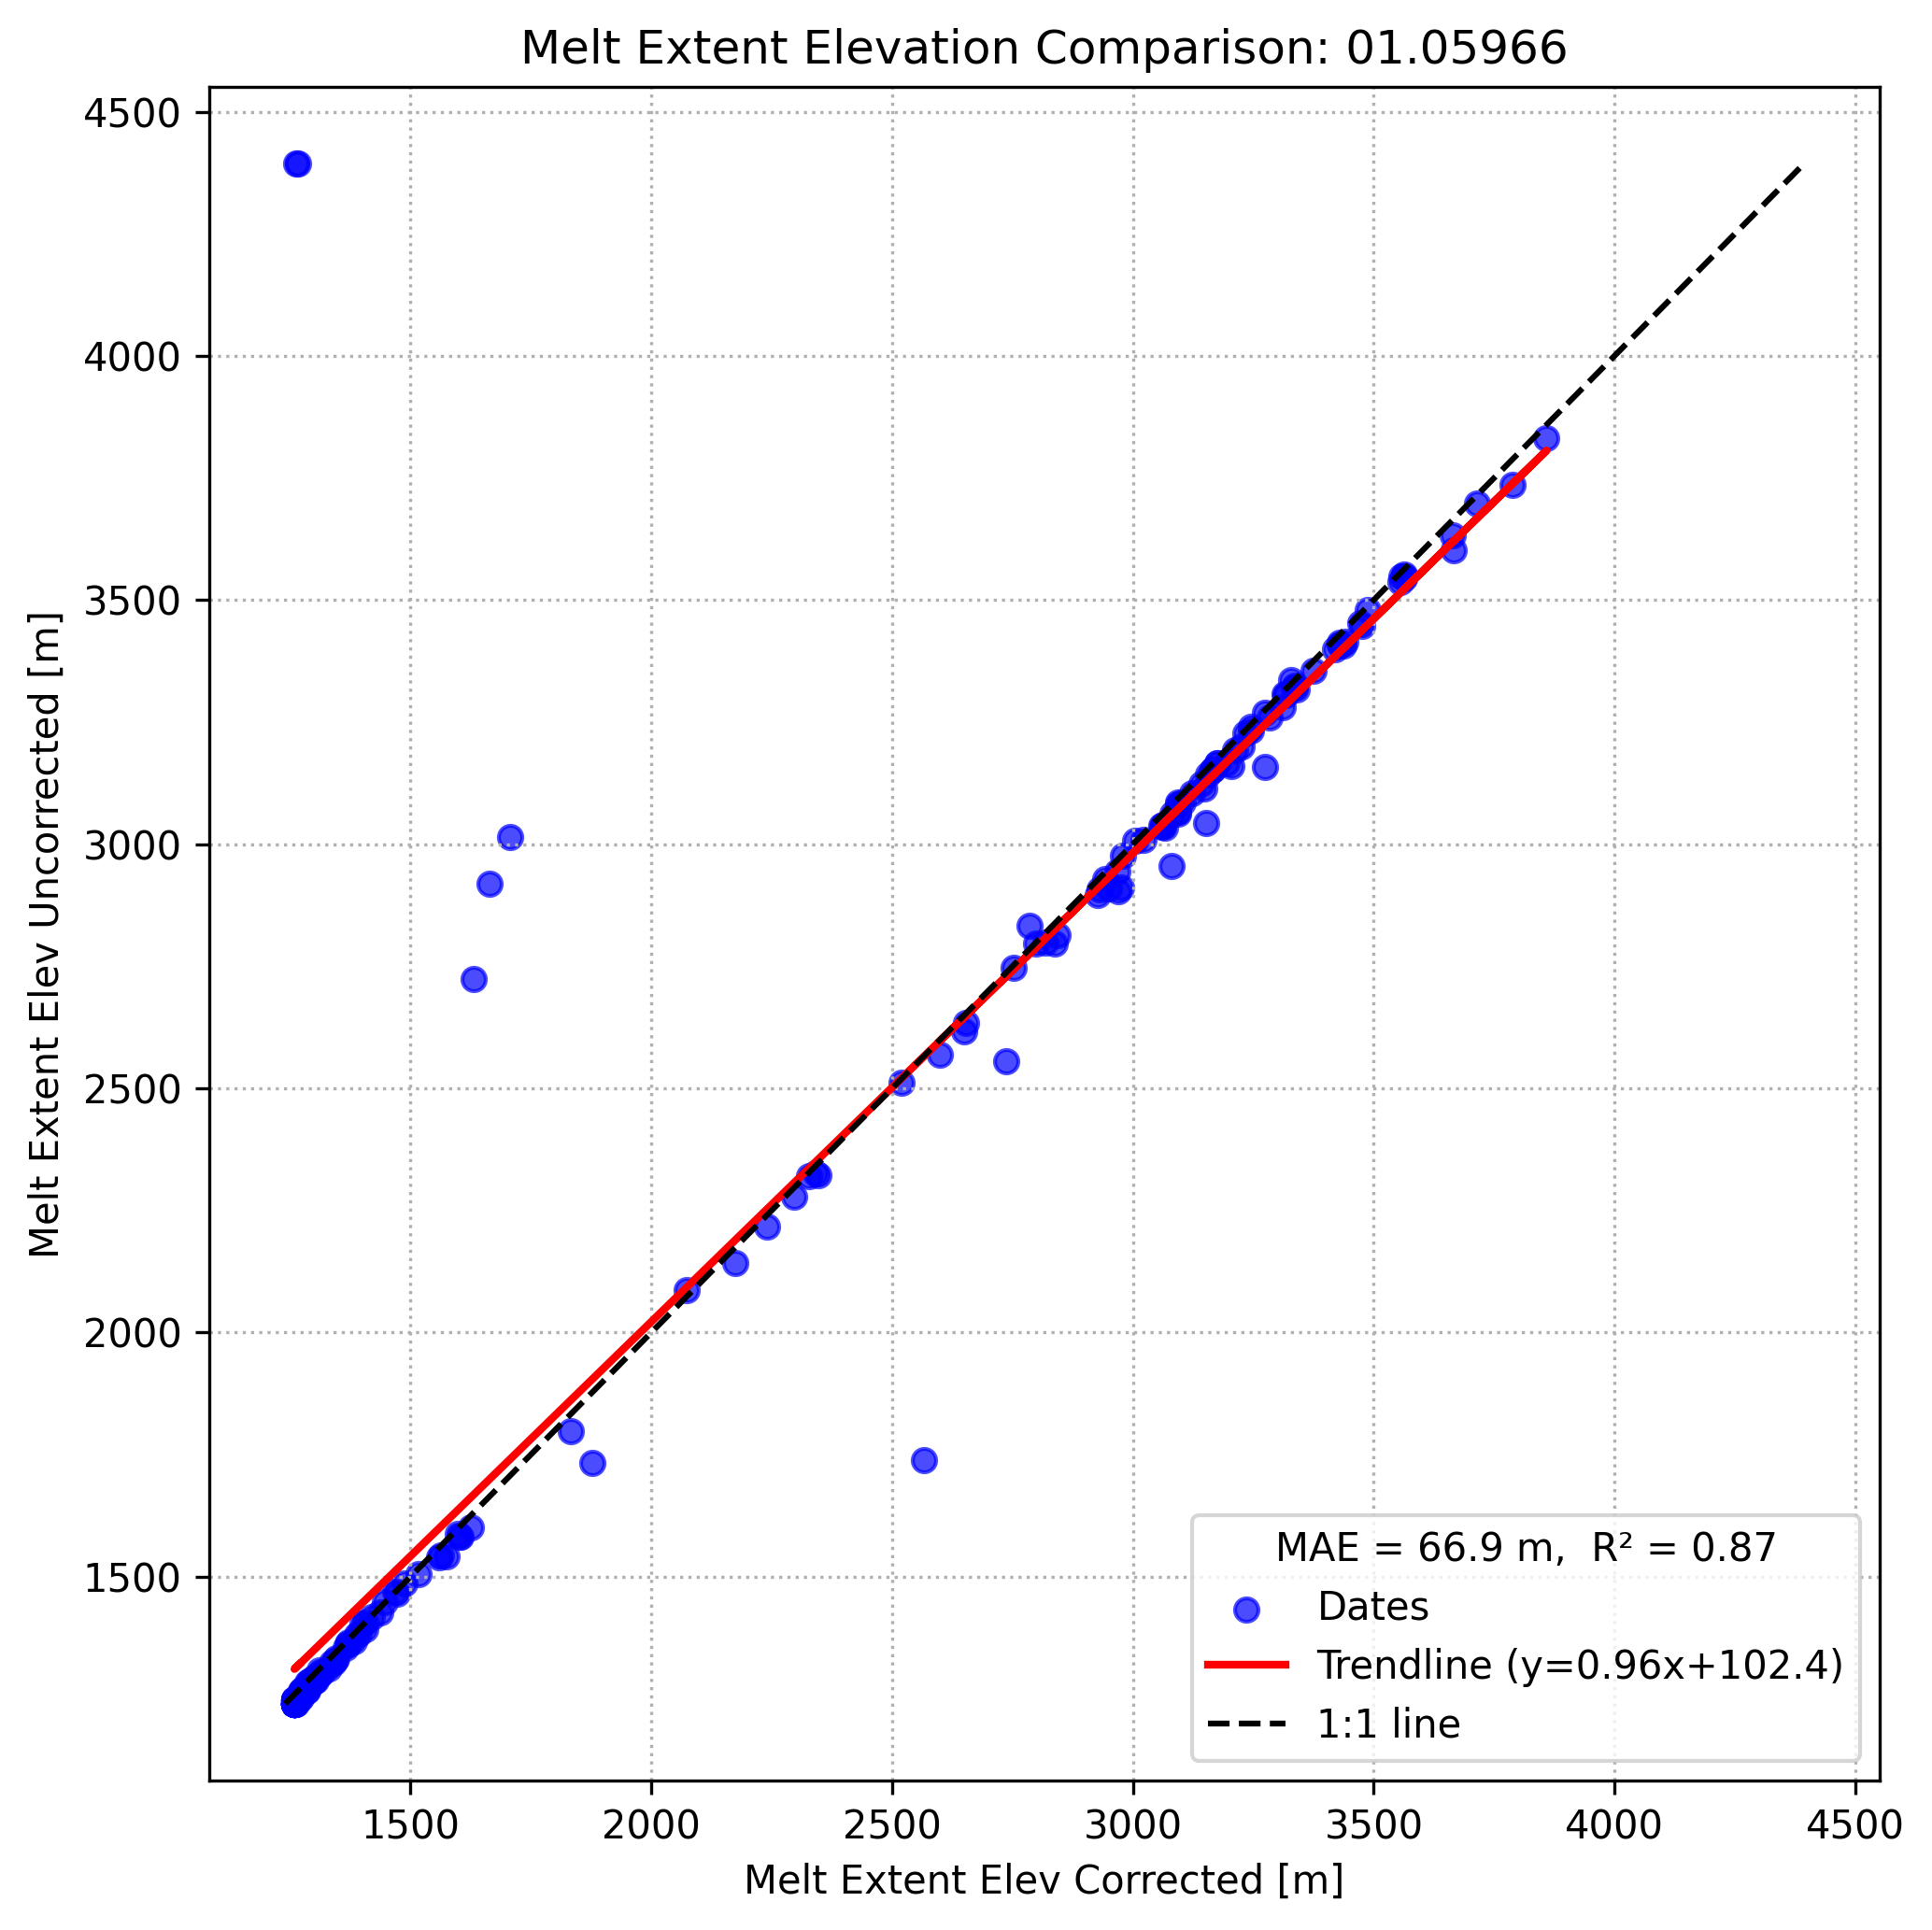 Melt Extent Elevation Comparison: 01.05966
4500
4000
3500
3000
2500
2000
1500
Melt Extent Elev Uncorrected [m]
MAE = 66.9 m, R² = 0.87
Dates
Trendline (y=0.96x+102.4)
1:1 line
1500 2000 2500 3000 3500 4000 4500
Melt Extent Elev Corrected [m]